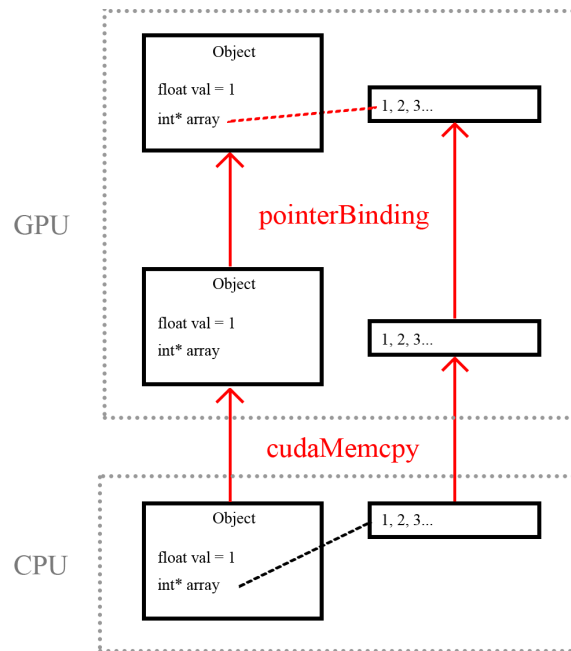 Object
float val = 1
int* array
1, 2, 3...
GPU
pointerBinding
Object
float val = 1
int* array
1, 2, 3...
cudaMemcpy
Object
float val = 1
int* array
1, 2, 3...
CPU